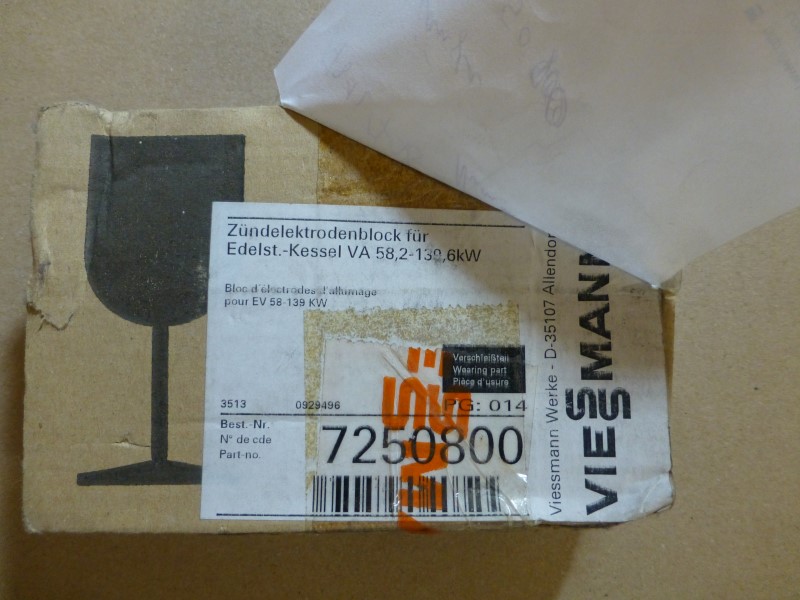 Zündelektrodenblock für
Edelst.-Kessel VA 58,2-139,6kW
Bloc d'électrodes d'allumage
pour EV 58-139 KW
Verschleißteil
Wearing part
Pièce d'usure
3513 0929496 PG: 014
Best.-Nr.
N° de cde
Part-no.
7250800
Viessmann Werke - D-35107 Allendor
VIESSMANN